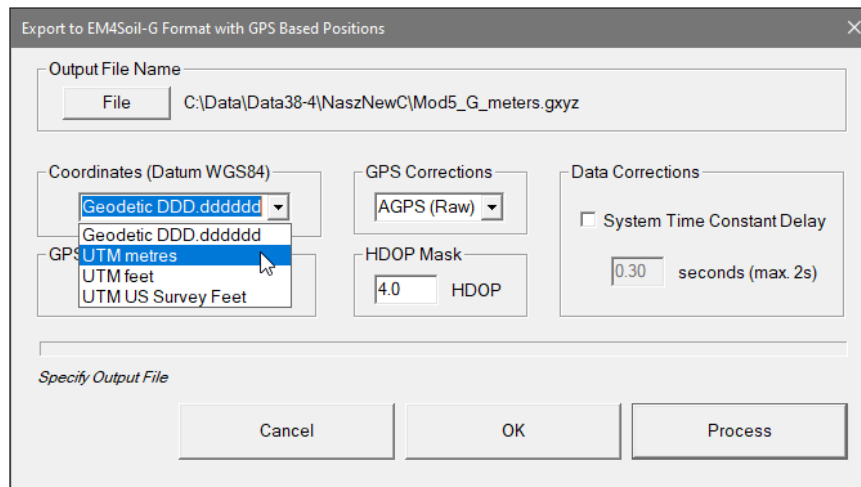 Export to EM4Soil-G Format with GPS Based Positions
Output File Name
File
C:\Data\Data38-4\NaszNewC\Mod5_G_meters.gxyz
Coordinates (Datum WGS84)
Geodetic DDD.dddddd
Geodetic DDD.dddddd
UTM metres
UTM feet
UTM US Survey Feet
GPS
GPS Corrections
AGPS (Raw)
HDOP Mask
4.0 HDOP
Data Corrections
System Time Constant Delay
0.30 seconds (max. 2s)
Specify Output File
Cancel
OK
Process